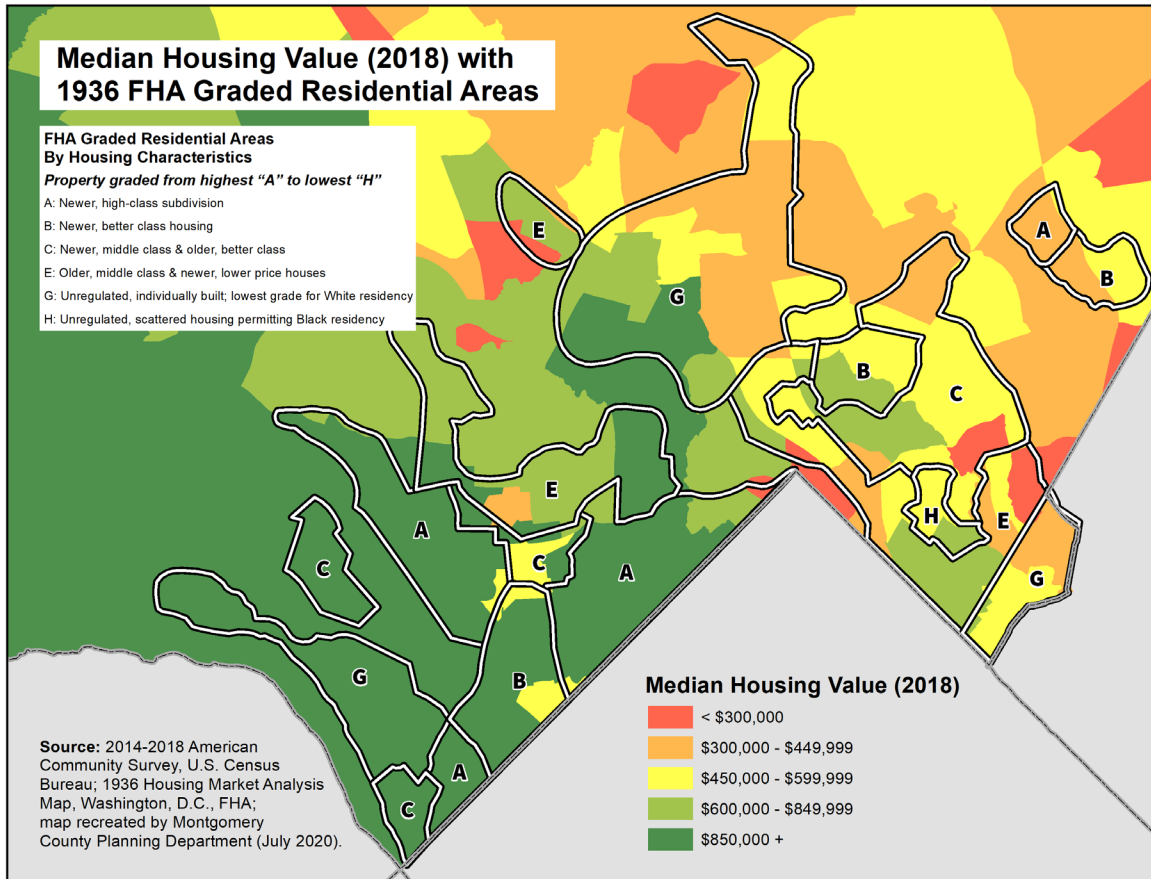 Median Housing Value (2018) with
1936 FHA Graded Residential Areas
FHA Graded Residential Areas
By Housing Characteristics
Property graded from highest “A” to lowest “H”
A: Newer, high-class subdivision
B: Newer, better class housing
C: Newer, middle class & older, better class
E: Older, middle class & newer, lower price houses
G: Unregulated, individually built; lowest grade for White residency
H: Unregulated, scattered housing permitting Black residency
E
A
B
G
B
C
E
A
H
E
C
C
A
G
G
B
A
C
Median Housing Value (2018)
< $300,000
$300,000 - $449,999
$450,000 - $599,999
$600,000 - $849,999
$850,000 +
Source: 2014-2018 American
Community Survey, U.S. Census
Bureau; 1936 Housing Market Analysis
Map, Washington, D.C., FHA;
map recreated by Montgomery
County Planning Department (July 2020).